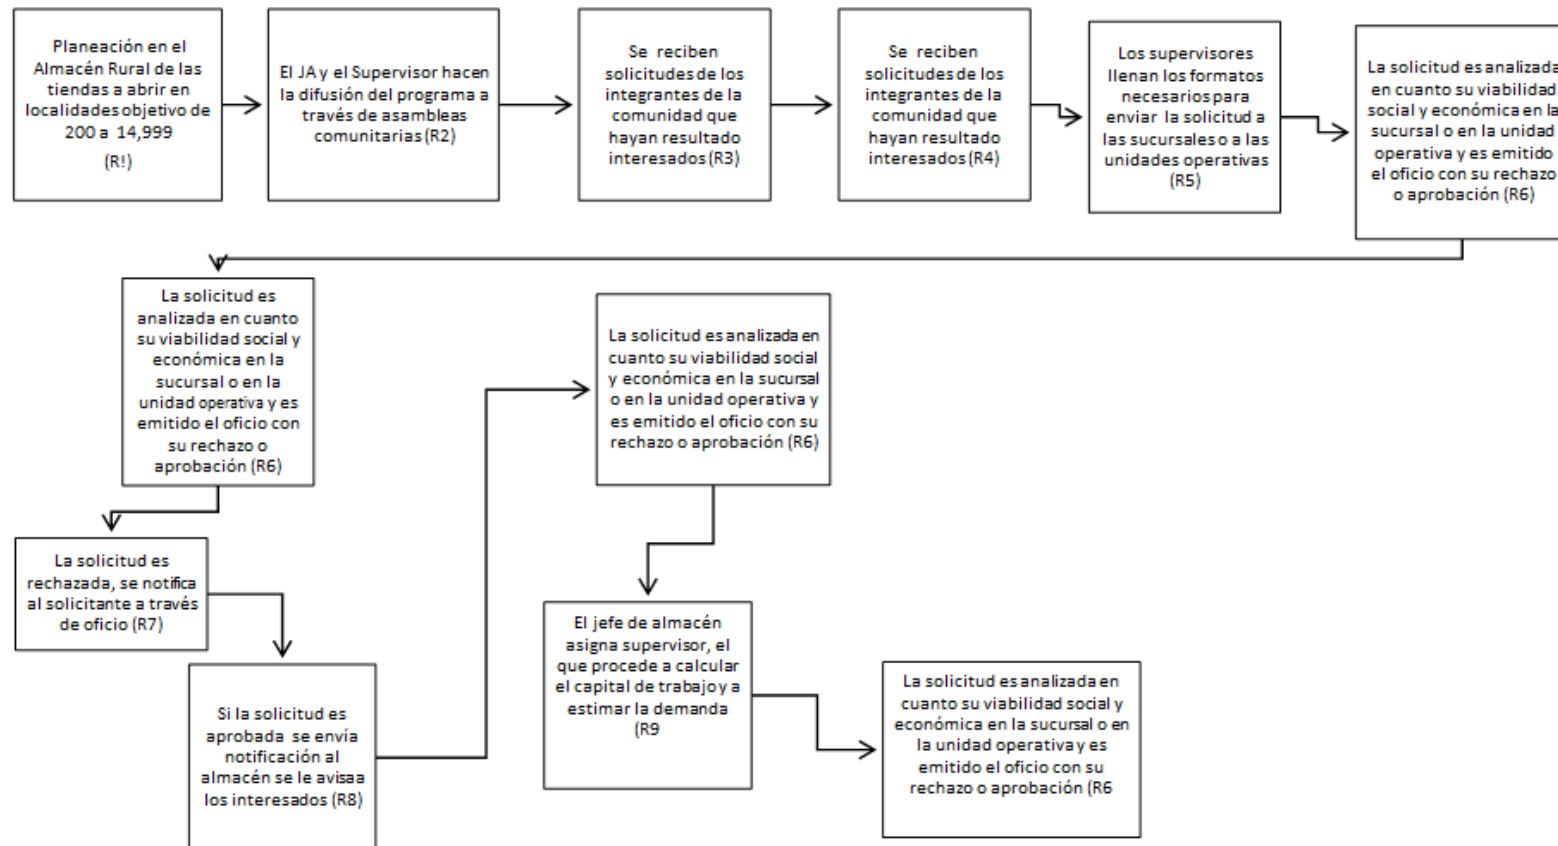 Planeación en el
Almacén Rural de las
tiendas a abrir en
localidades objetivo de
200 a 14,999
(R!)
El JA y el Supervisor hacen
la difusión del programa a
través de asambleas
comunitarias (R2)
Se reciben
solicitudes de los
integrantes de la
comunidad que
hayan resultado
interesados (R3)
Se reciben
solicitudes de los
integrantes de la
comunidad que
hayan resultado
interesados (R4)
Los supervisores
llenan los formatos
necesarios para
enviar la solicitud a
las sucursales o a las
unidades operativas
(R5)
La solicitud es analizada
en cuanto su viabilidad
social y económica en la
sucursal o en la unidad
operativa y es emitido
el oficio con su rechazo
o aprobación (R6)
La solicitud es
analizada en cuanto
su viabilidad social y
económica en la
sucursal o en la
unidad operativa y es
emitido el oficio con
su rechazo o
aprobación (R6)
La solicitud es analizada en
cuanto su viabilidad social
y económica en la sucursal
o en la unidad operativa y
es emitido el oficio con su
rechazo o aprobación (R6)
La solicitud es
rechazada, se notifica
al solicitante a través
de oficio (R7)
Si la solicitud es
aprobada se envía
notificación al
almacén se le avisaa
los interesados (R8)
El jefe de almacén
asigna supervisor, el
que procede a calcular
el capital de trabajo y a
estimar la demanda
(R9
La solicitud es analizada en
cuanto su viabilidad social y
económica en la sucursal o en
la unidad operativa y es
emitido el oficio con su
rechazo o aprobación (R6